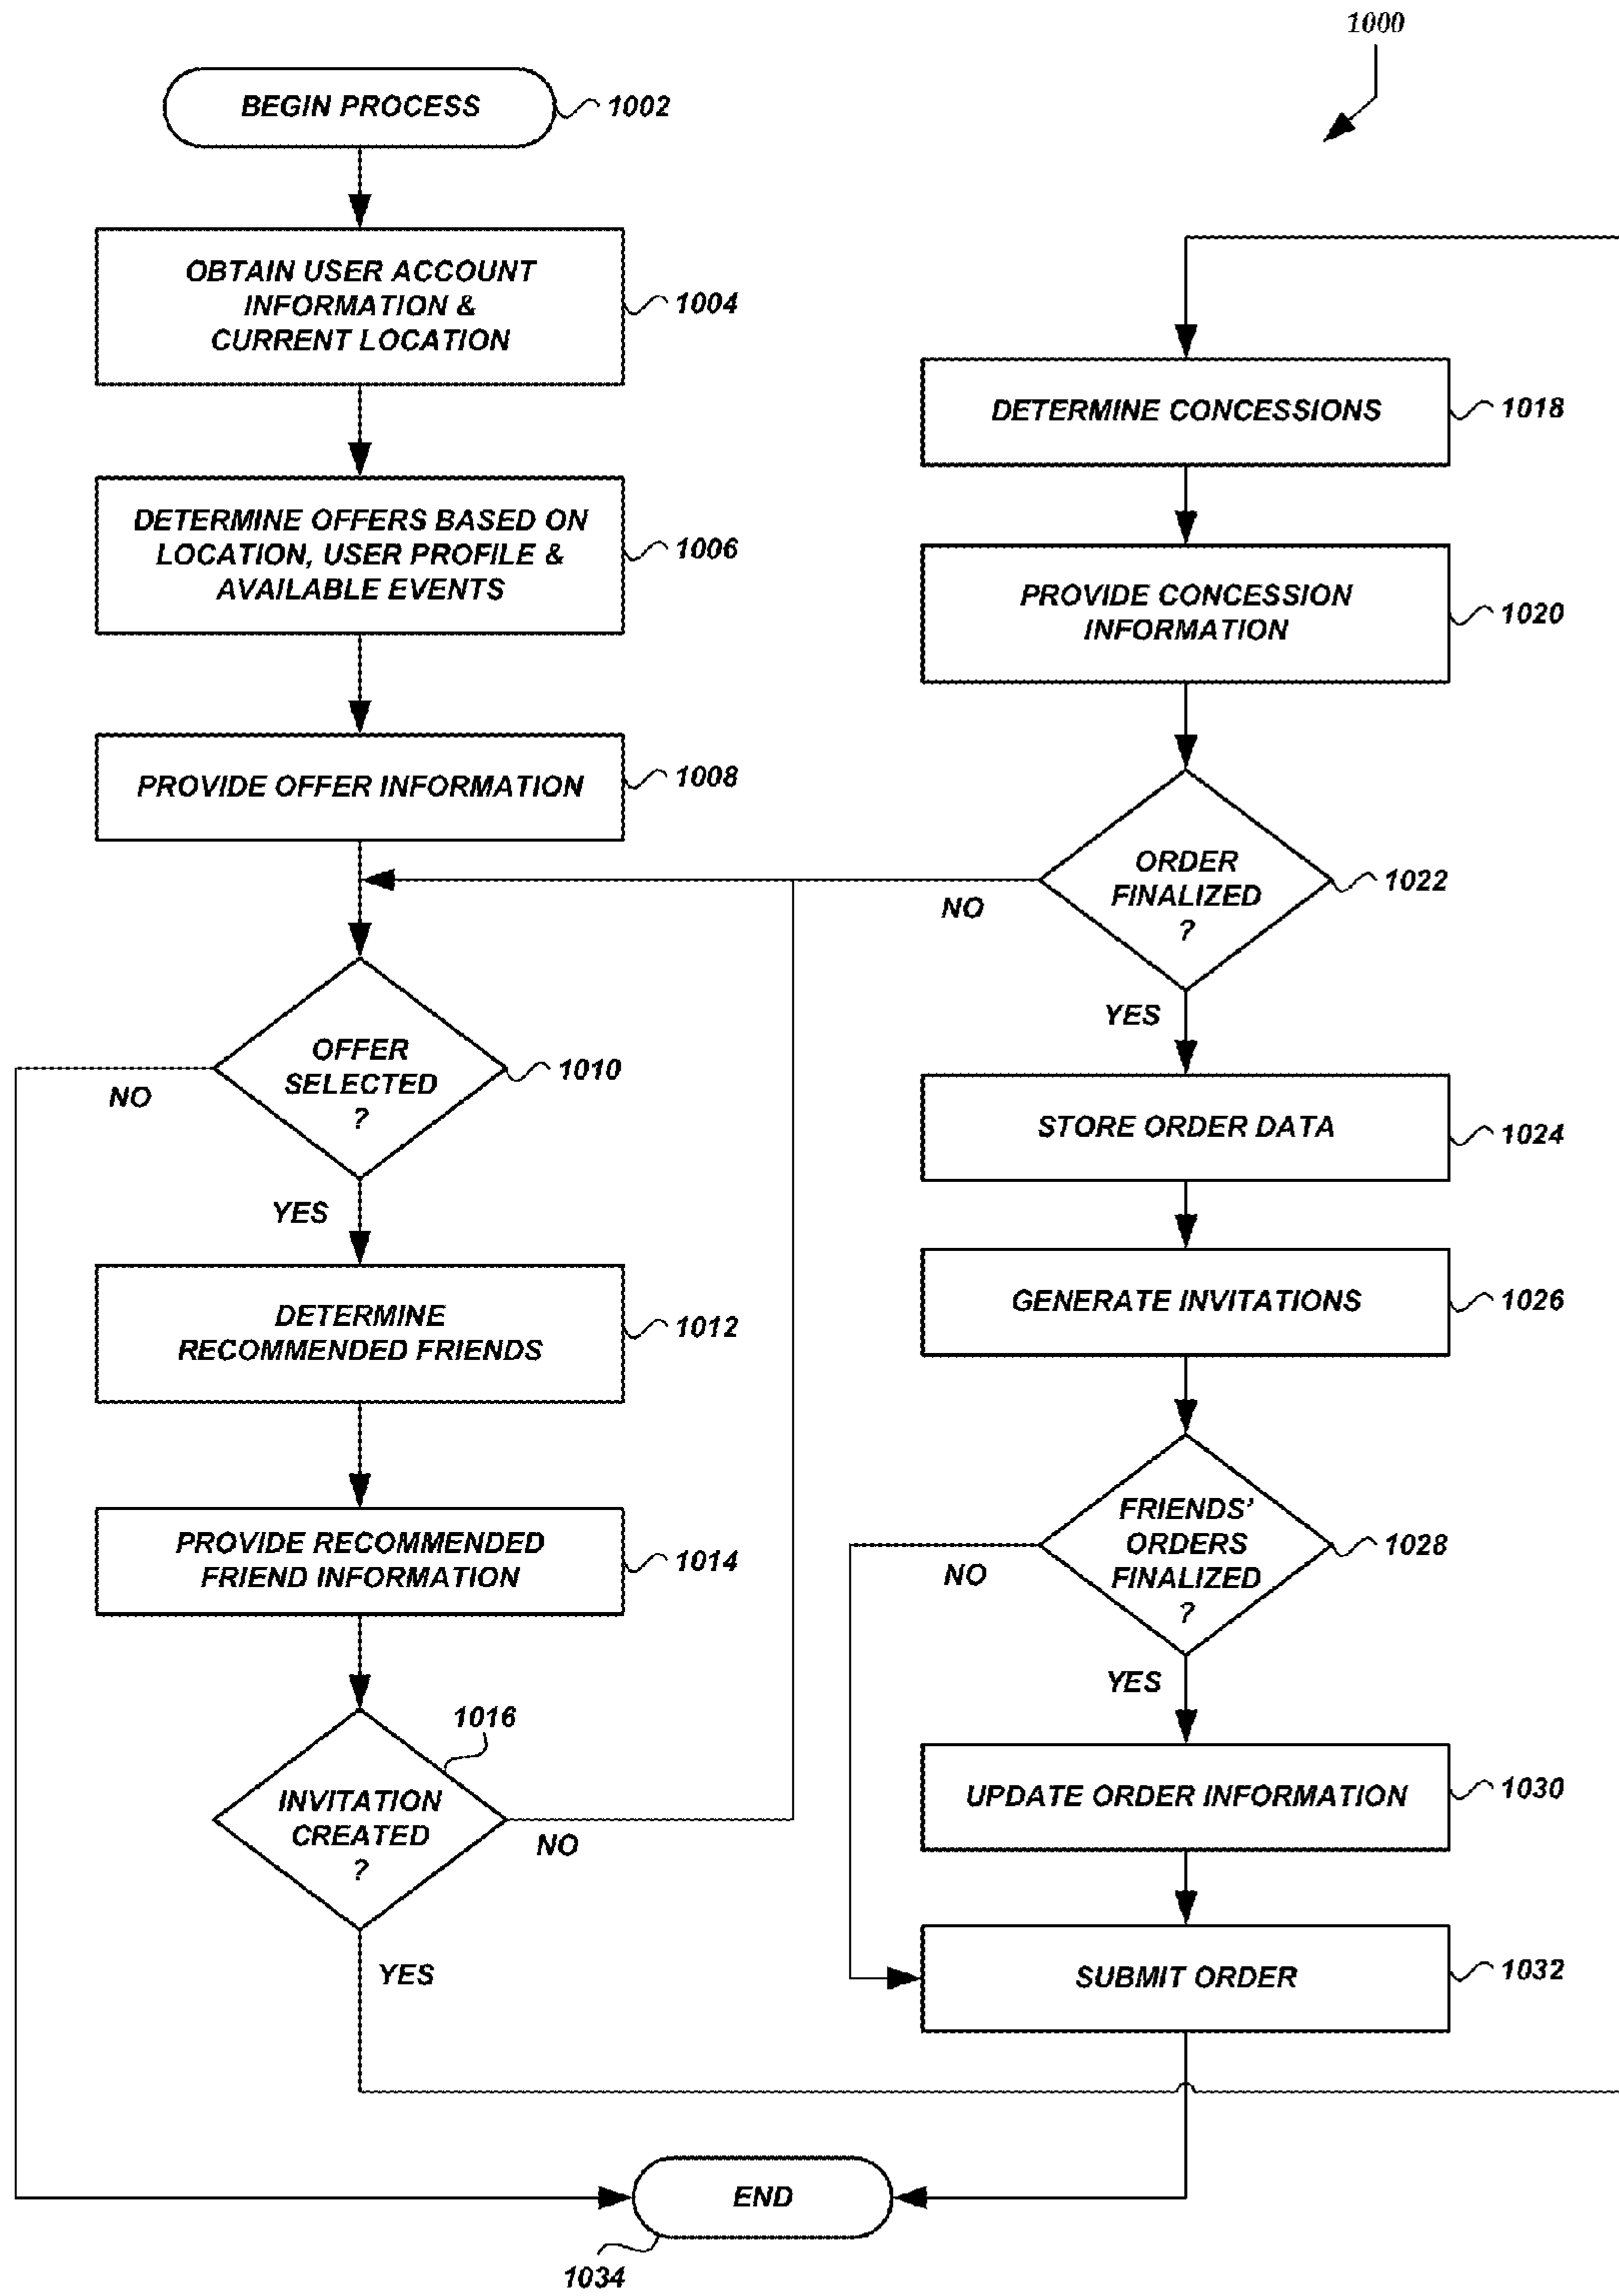 1000
BEGIN PROCESS
1002
OBTAIN USER ACCOUNT
INFORMATION &
CURRENT LOCATION
1004
DETERMINE OFFERS BASED ON
LOCATION, USER PROFILE &
AVAILABLE EVENTS
1006
PROVIDE OFFER INFORMATION
1008
OFFER
SELECTED
?
1010
NO
YES
DETERMINE
RECOMMENDED FRIENDS
1012
PROVIDE RECOMMENDED
FRIEND INFORMATION
1014
1016
INVITATION
CREATED
?
NO
YES
DETERMINE CONCESSIONS
1018
PROVIDE CONCESSION
INFORMATION
1020
ORDER
FINALIZED
?
1022
NO
YES
STORE ORDER DATA
1024
GENERATE INVITATIONS
1026
FRIENDS’
ORDERS
FINALIZED
?
1028
NO
YES
UPDATE ORDER INFORMATION
1030
SUBMIT ORDER
1032
END
1034